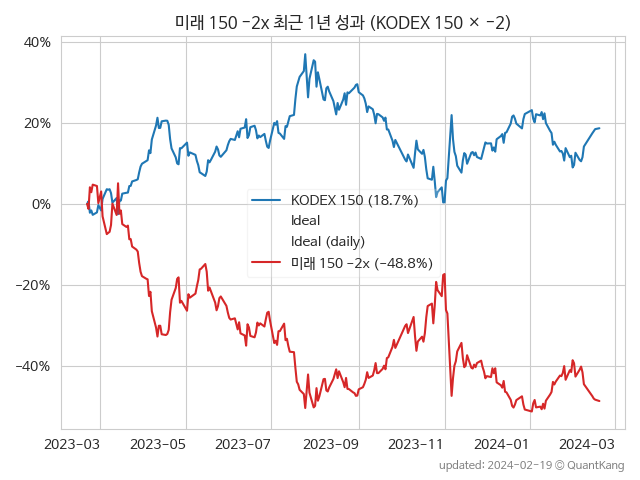 미래 150 -2x 최근 1년 성과 (KODEX 150 × -2)
40%
20%
0%
−20%
−40%
KODEX 150 (18.7%)
Ideal
Ideal (daily)
미래 150 -2x (-48.8%)
2023-03 2023-05 2023-07 2023-09 2023-11 2024-01 2024-03
updated: 2024-02-19 © QuantKang